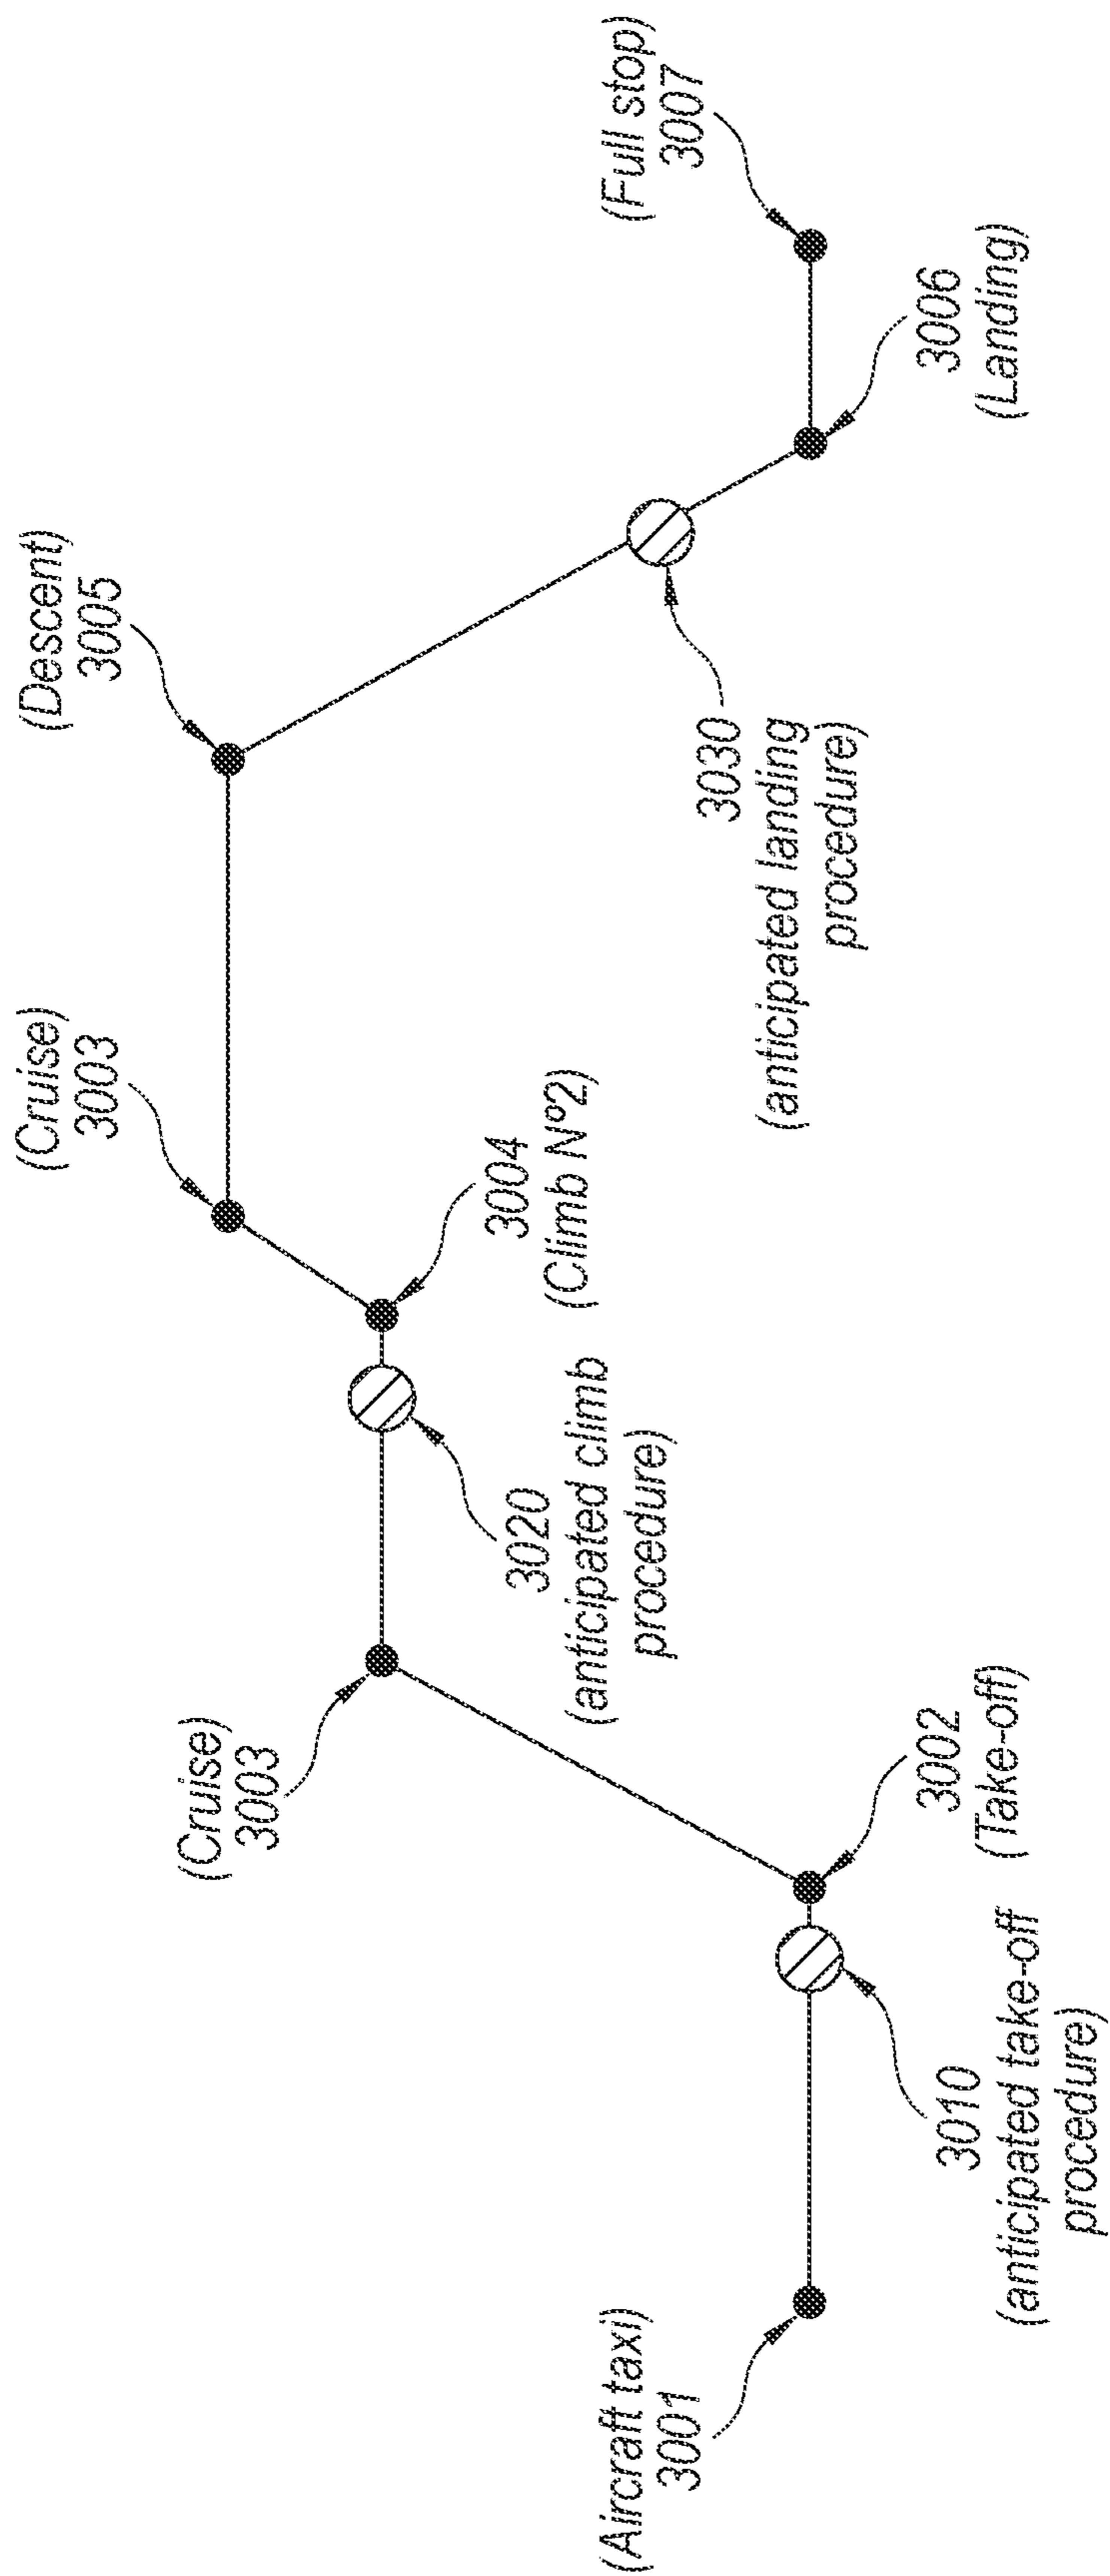 (Aircraft taxi)
3001
3010
(anticipated take-off
procedure)
3002
(Take-off)
(Cruise)
3003
3020
(anticipated climb
procedure)
3004
(Climb Nº2)
(Cruise)
3003
(Descent)
3005
3030
(anticipated landing
procedure)
3006
(Landing)
(Full stop)
3007